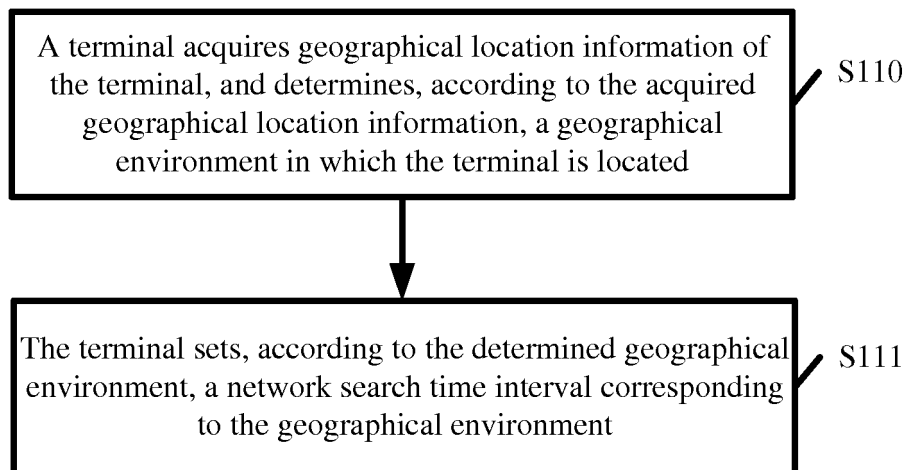 A terminal acquires geographical location information of
the terminal, and determines, according to the acquired
geographical location information, a geographical
environment in which the terminal is located
S110
The terminal sets, according to the determined geographical
environment, a network search time interval corresponding
to the geographical environment
S111